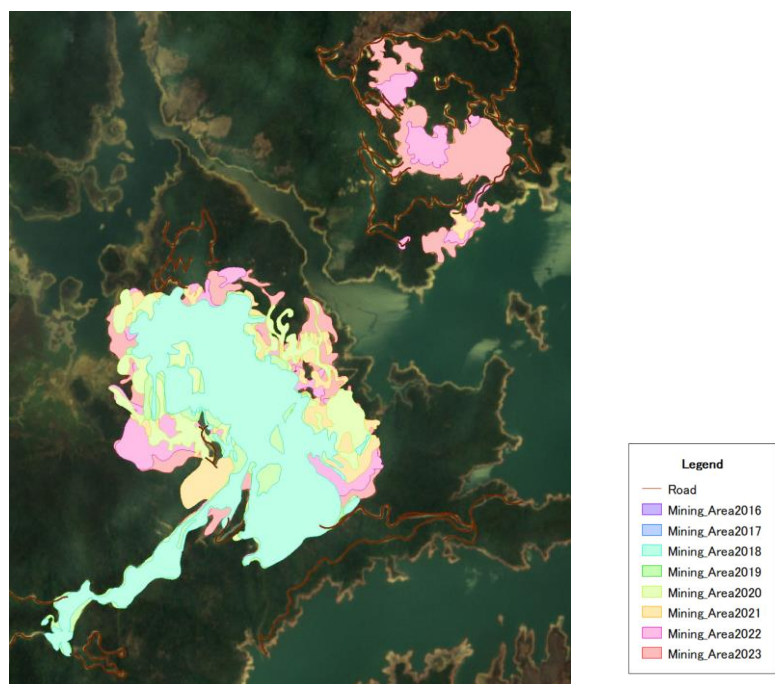 Legend
Road
Mining_Area2016
Mining_Area2017
Mining_Area2018
Mining_Area2019
Mining_Area2020
Mining_Area2021
Mining_Area2022
Mining_Area2023